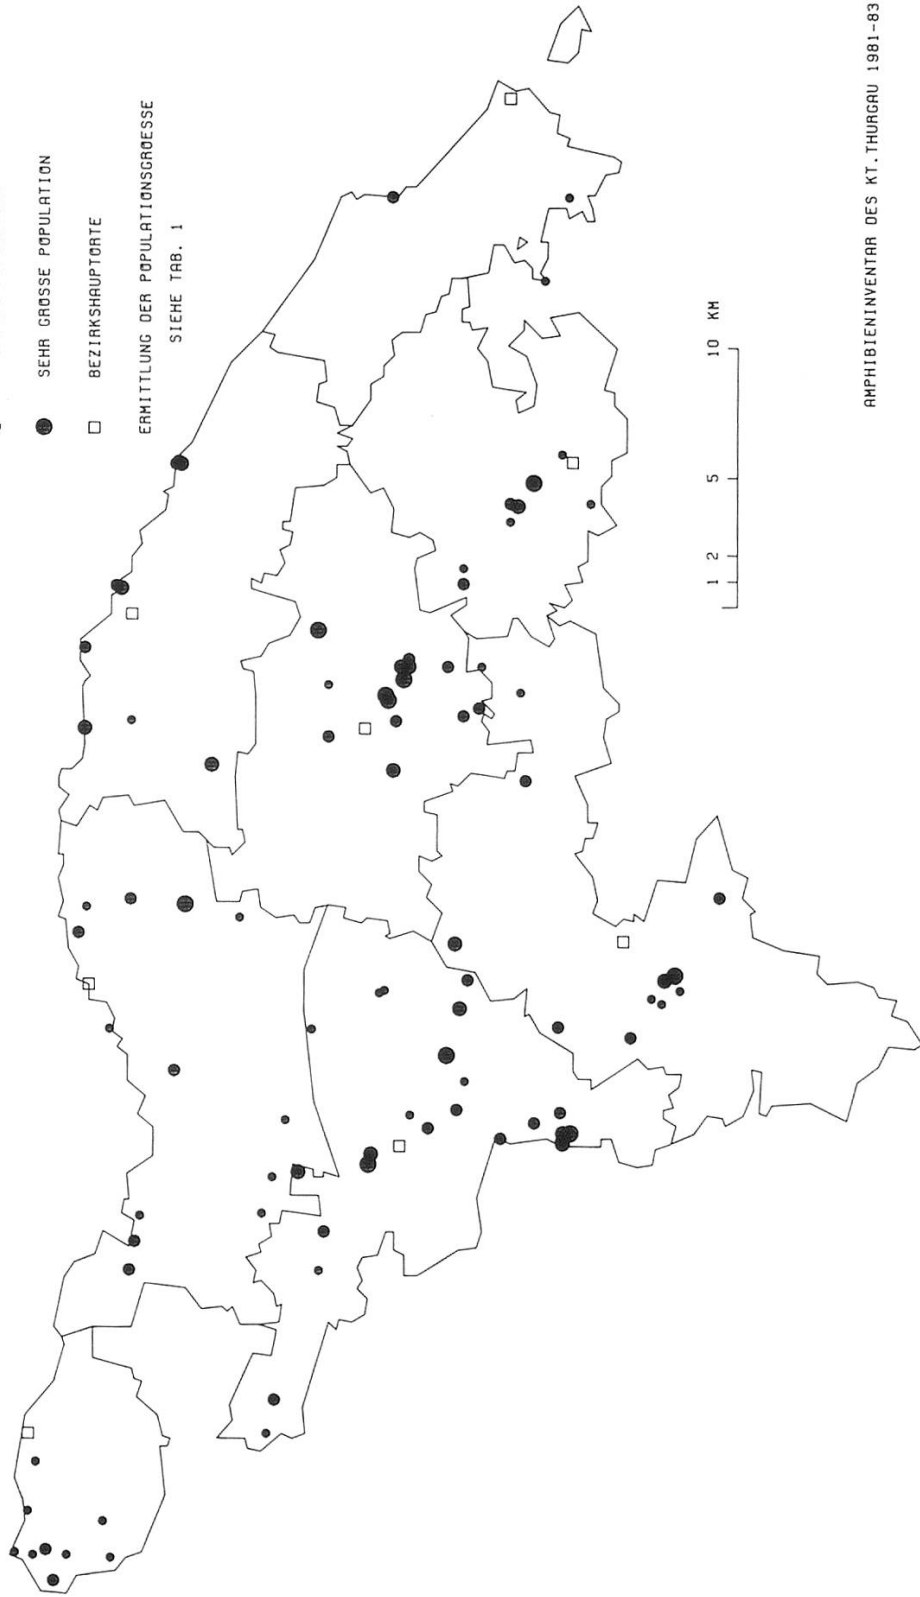 SEHR GROSSE POPULATION
BEZIRKSHAUPTORTE
ERMITTLUNG DER POPULATIONSGROESSE
SIEHE TAB. 1
1 2 5 10 KM
AMPHIBIENINVENTAR DES KT. THURGAU 1981-83